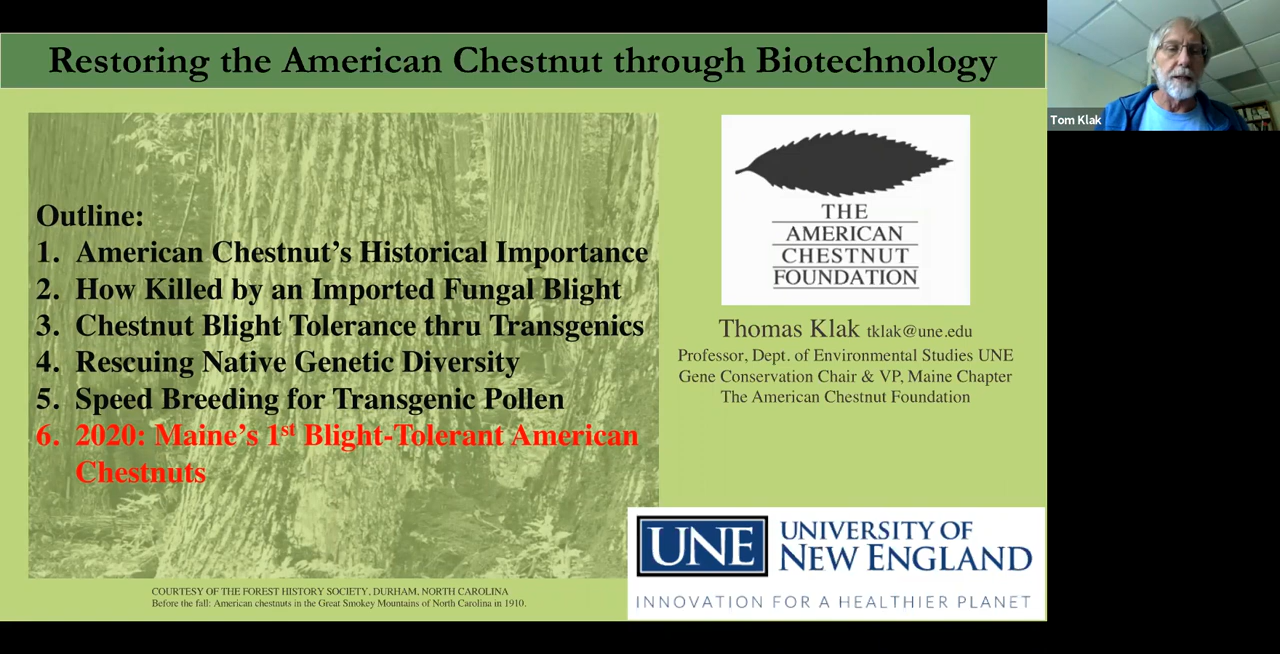 Restoring the American Chestnut through Biotechnology
Tom Klak
Outline:
1. American Chestnut's Historical Importance
2. How Killed by an Imported Fungal Blight
3. Chestnut Blight Tolerance thru Transgenics
4. Rescuing Native Genetic Diversity
5. Speed Breeding for Transgenic Pollen
6. 2020: Maine's 1st Blight-Tolerant American
Chestnuts
COURTESY OF THE FOREST HISTORY SOCIETY, DURHAM, NORTH CAROLINA
Before the fall: American chestnuts in the Great Smokey Mountains of North Carolina in 1910.
THE
AMERICAN
CHESTNUT
FOUNDATION
Thomas Klak tklak@une.edu
Professor, Dept. of Environmental Studies UNE
Gene Conservation Chair & VP, Maine Chapter
The American Chestnut Foundation
UNE
UNIVERSITY OF
NEW ENGLAND
INNOVATION FOR A HEALTHIER PLANET